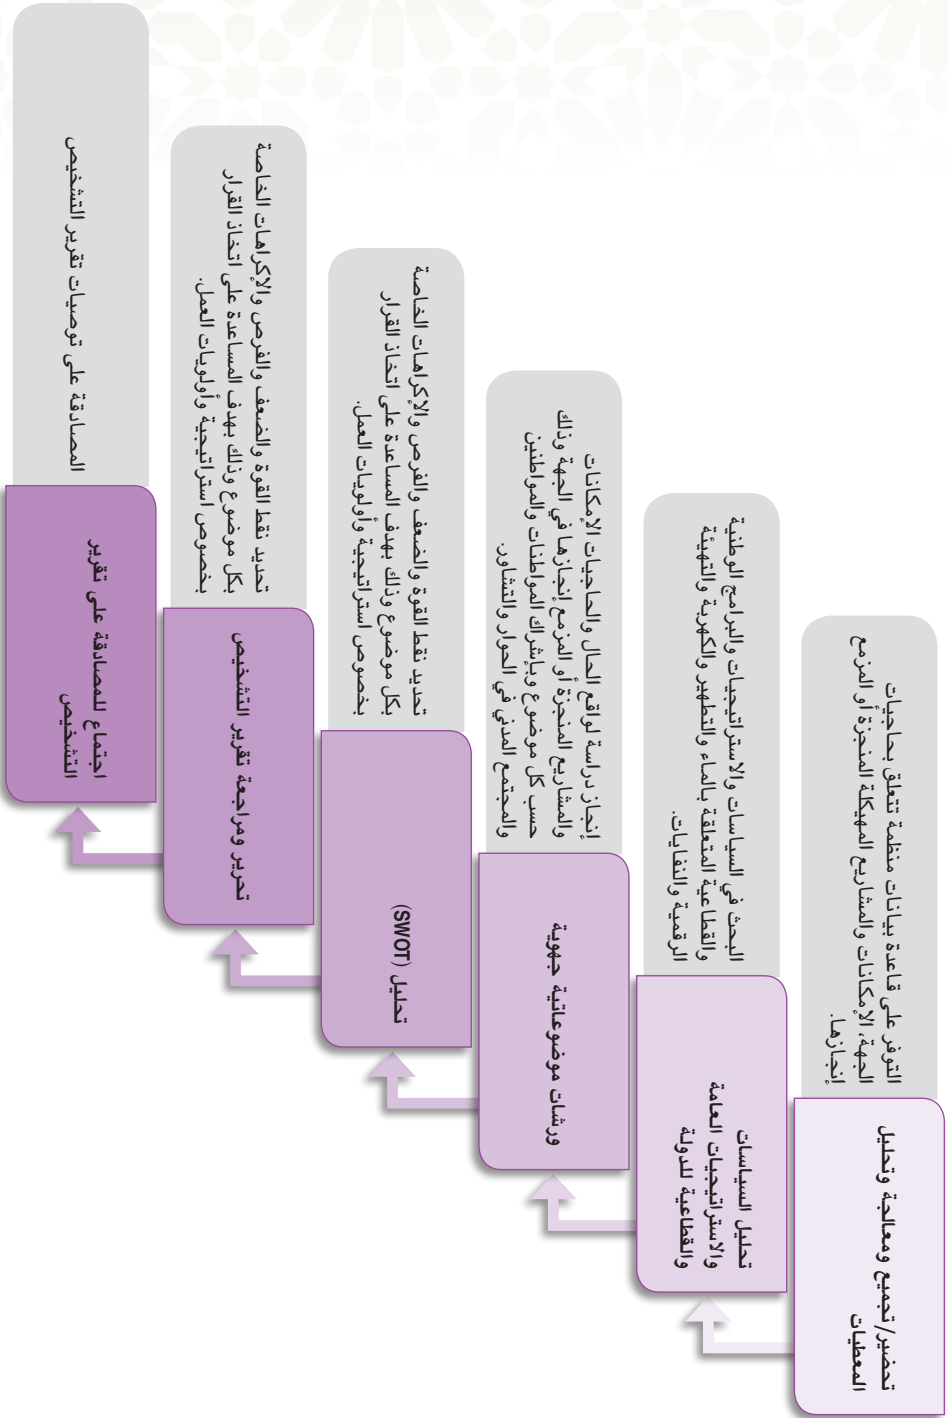 تحضير/تجميع ومعالجة وتحليل
المعطيات
التوفر على قاعدة بيانات منظمة تتعلق بحاجيات
الجهة، الإمكانات والمشاريع المهيكلة المنجزة أو المزمع
إنجازها.
تحليل السياسات
والاستراتيجيات العامة
والقطاعية للدولة
البحث في السياسات والاستراتيجيات والبرامج الوطنية
والقطاعية المتعلقة بالماء والتطهير والكهربة والتهيئة
الرقمية والنفايات.
ورشات موضوعاتية جهوية
إنجاز دراسة لواقع الحال والحاجيات الإمكانات
والمشاريع المنجزة أو المزمع إنجازها في الجهة وذلك
حسب كل موضوع وبإشراك المواطنات والمواطنين
والمجتمع المدني في الحوار والتشاور.
تحليل (SWOT)
تحديد نقط القوة والضعف والفرص والإكراهات الخاصة
بكل موضوع وذلك بهدف المساعدة على اتخاذ القرار
بخصوص استراتيجية وأولويات العمل.
تحرير ومراجعة تقرير التشخيص
تحديد نقط القوة والضعف والفرص والإكراهات الخاصة
بكل موضوع وذلك بهدف المساعدة على اتخاذ القرار
بخصوص استراتيجية وأولويات العمل.
اجتماع للمصادقة على تقرير
التشخيص
المصادقة على توصيات تقرير التشخيص